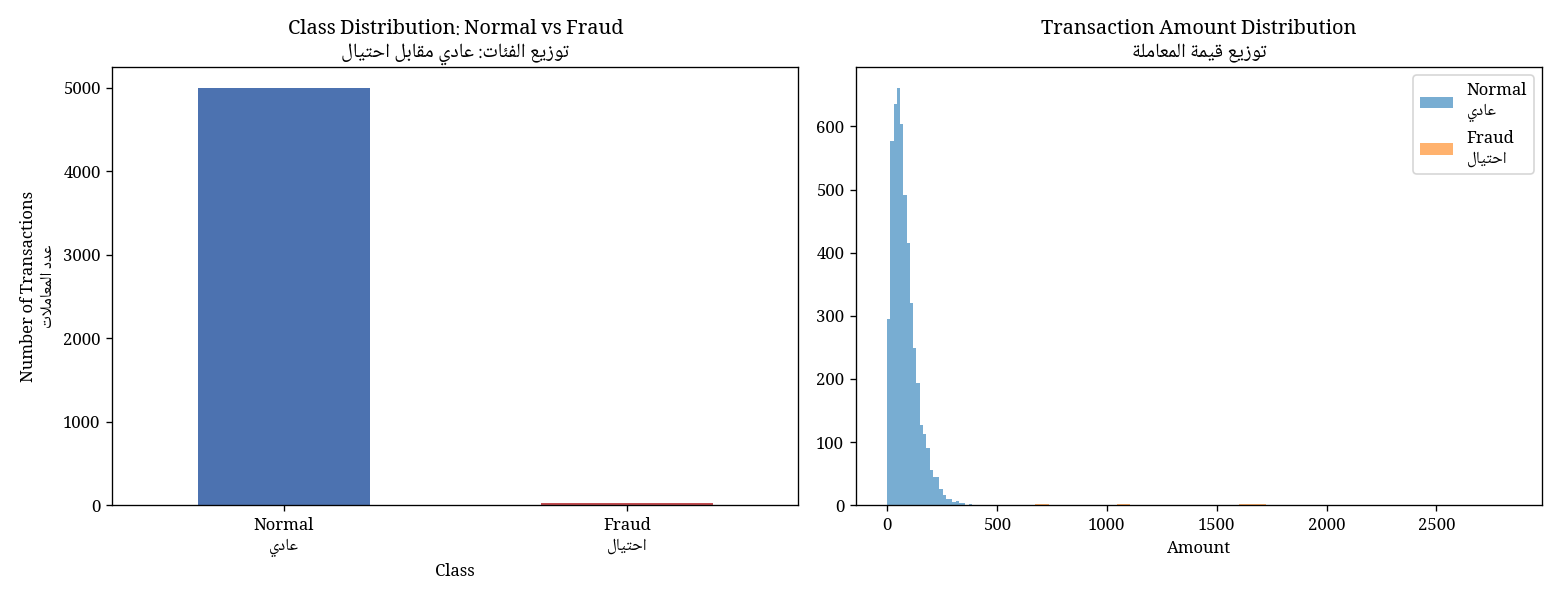 Class Distribution: Normal vs Fraud
توزيع الفئات: عادي مقابل احتيال
Number of Transactions
عدد المعاملات
5000
4000
3000
2000
1000
0
Normal
عادي
Fraud
احتيال
Class
Transaction Amount Distribution
توزيع قيمة المعاملة
Normal
عادي
Fraud
احتيال
600
500
400
300
200
100
0
0 500 1000 1500 2000 2500
Amount